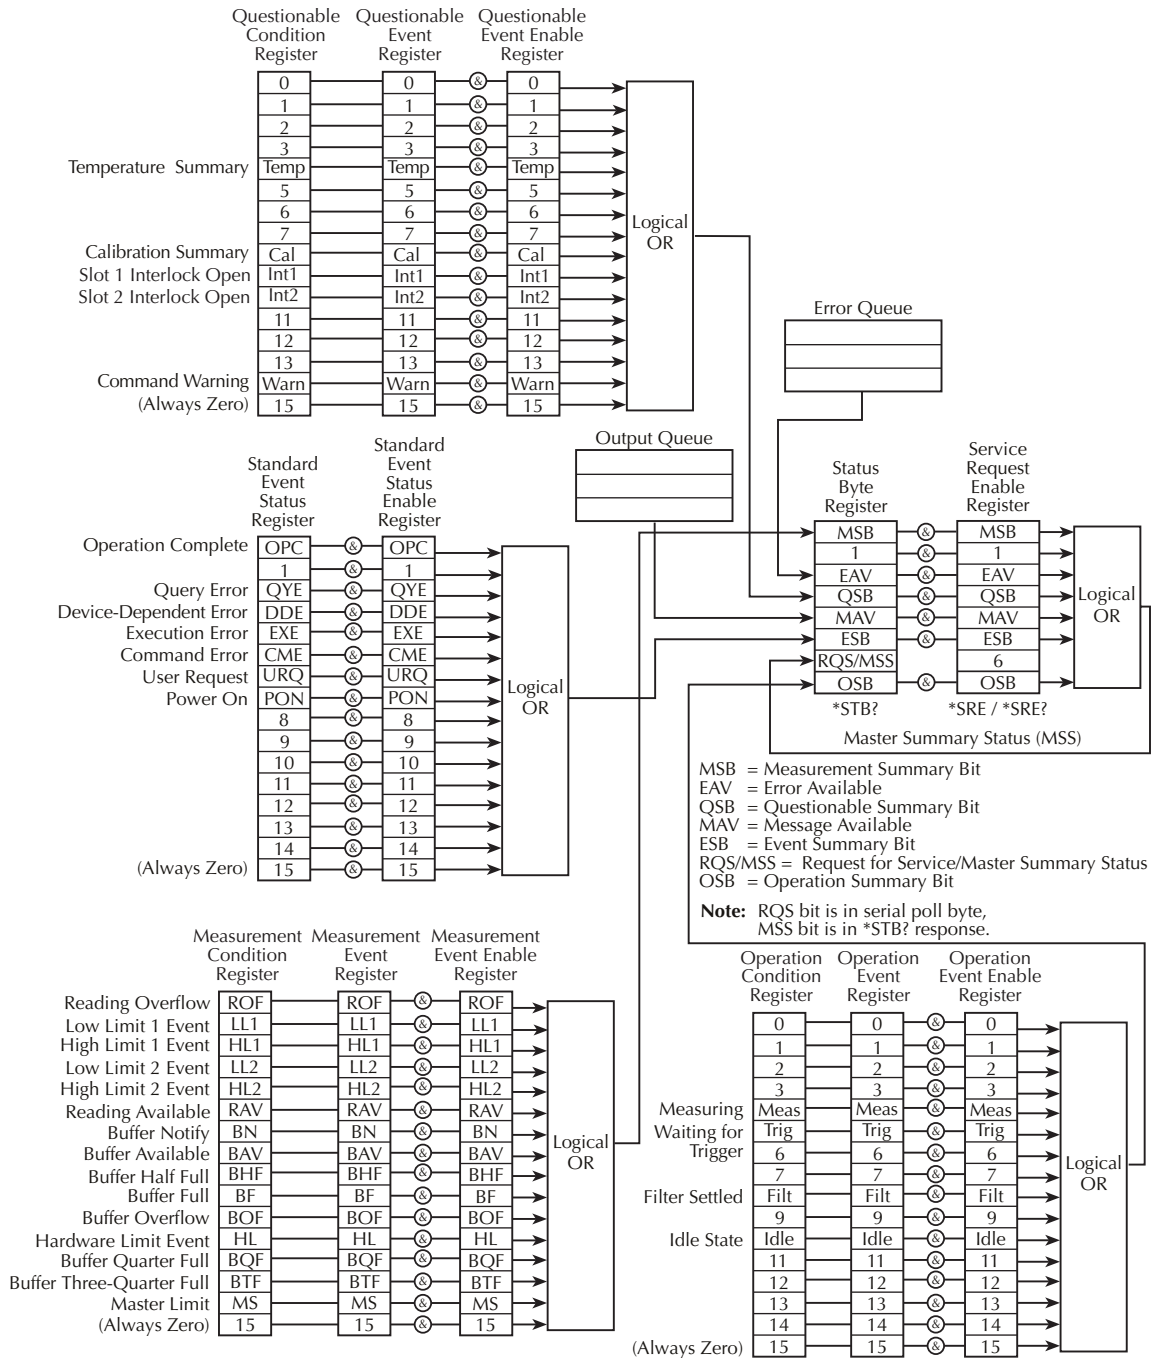 Questionable Condition Register
Questionable Event Register
Questionable Event Enable Register
0 & 0 0
1 1 & 1
2 2 & 2
3 3 & 3
Temperature Summary Temp Temp & Temp
5 5 & 5
6 6 & 6
7 7 & 7
Calibration Summary Cal Cal & Cal
Slot 1 Interlock Open Int1 Int1 & Int1
Slot 2 Interlock Open Int2 Int2 & Int2
11 11 & 11
12 12 & 12
13 13 & 13
Command Warning Warn Warn & Warn
(Always Zero) 15 15 & 15
Logical
OR
Error Queue
Output Queue
Standard
Event
Status
Register
Standard
Event
Status
Enable
Register
Operation Complete OPC & OPC
1 & 1
Query Error QYE & QYE
Device-Dependent Error DDE & DDE
Execution Error EXE & EXE
Command Error CME & CME
User Request URQ & URQ
Power On PON & PON
8 & 8
9 & 9
10 & 10
11 & 11
12 & 12
13 & 13
14 & 14
(Always Zero) 15 & 15
Logical
OR
Status
Byte
Register
Service
Request
Enable
Register
MSB & MSB
1 & 1
EAV & EAV
QSB & QSB
MAV & MAV
ESB & ESB
RQS/MSS 6
OSB & OSB
Logical
OR
*STB? *SRE / *SRE?
Master Summary Status (MSS)
MSB = Measurement Summary Bit
EAV = Error Available
QSB = Questionable Summary Bit
MAV = Message Available
ESB = Event Summary Bit
RQS/MSS = Request for Service/Master Summary Status
OSB = Operation Summary Bit
Note: RQS bit is in serial poll byte,
MSS bit is in *STB? response.
Measurement Condition Register
Measurement Event Register
Measurement Event Enable Register
Reading Overflow ROF ROF & ROF
Low Limit 1 Event LL1 LL1 & LL1
High Limit 1 Event HL1 HL1 & HL1
Low Limit 2 Event LL2 LL2 & LL2
High Limit 2 Event HL2 HL2 & HL2
Reading Available RAV RAV & RAV
Buffer Notify BN BN & BN
Buffer Available BAV BAV & BAV
Buffer Half Full BHF BHF & BHF
Buffer Full BF BF & BF
Buffer Overflow BOF BOF & BOF
Hardware Limit Event HL HL & HL
Buffer Quarter Full BQF BQF & BQF
Buffer Three-Quarter Full BTF BTF & BTF
Master Limit MS MS & MS
(Always Zero) 15 15 & 15
Logical
OR
Operation Condition Register
Operation Event Register
Operation Event Enable Register
0 0 & 0
1 1 & 1
2 2 & 2
3 3 & 3
Measuring Meas Meas & Meas
Waiting for Trig Trig & Trig
Trigger 6 6 & 6
7 7 & 7
Filter Settled Filt Filt & Filt
9 9 & 9
Idle State Idle Idle & Idle
11 11 & 11
12 12 & 12
13 13 & 13
14 14 & 14
(Always Zero) 15 15 & 15
Logical
OR